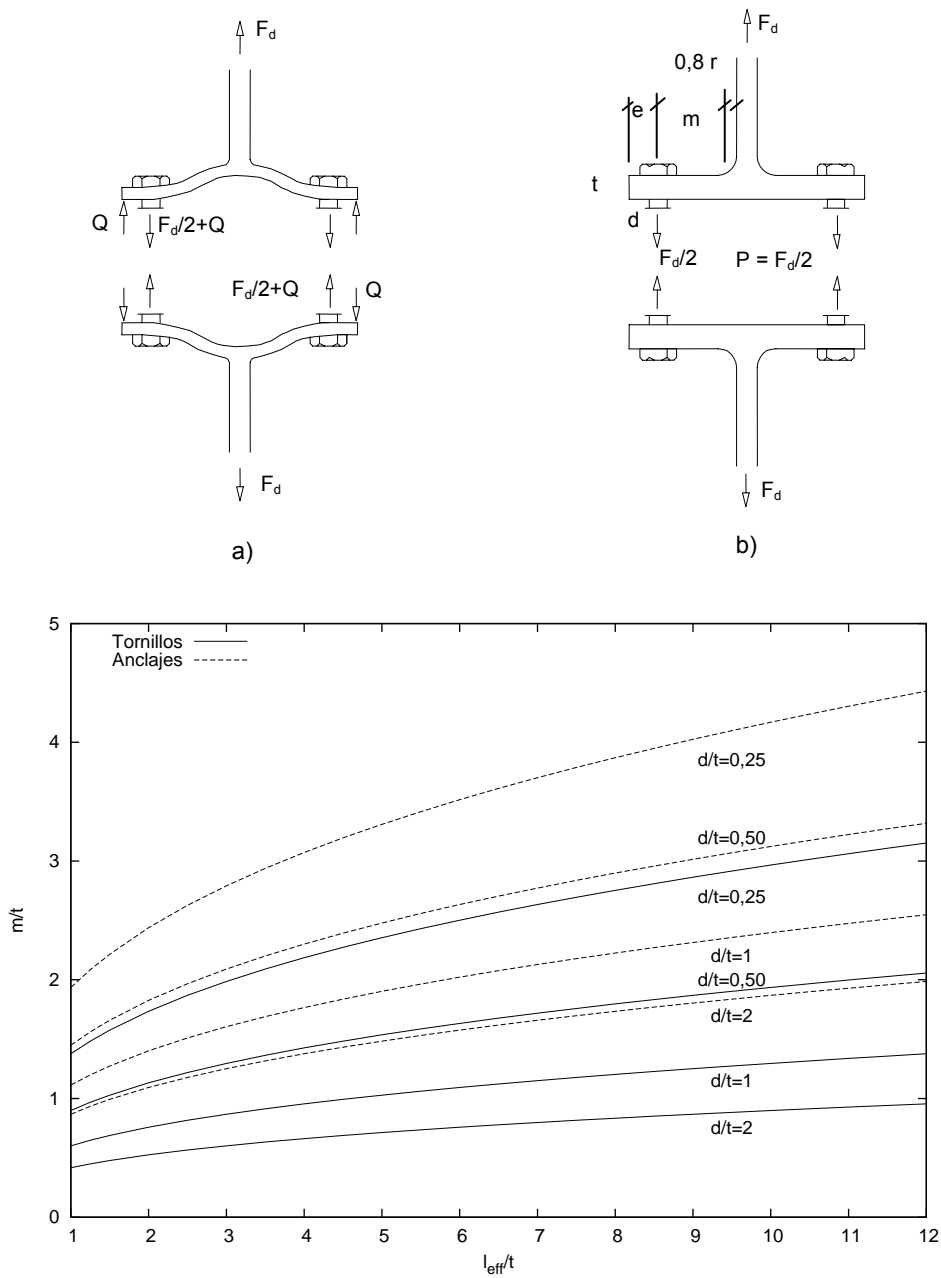 F_d
F_d
0,8 r
e
m
t
Q
F_d/2+Q
d
F_d/2
P = F_d/2
F_d/2+Q
Q
F_d
F_d
a)
b)
5
Tornillos
Anclajes
4
d/t=0,25
3
d/t=0,50
d/t=0,25
m/t
2
d/t=1
d/t=0,50
d/t=2
1
d/t=1
d/t=2
0
1 2 3 4 5 6 7 8 9 10 11 12
l_eff/t